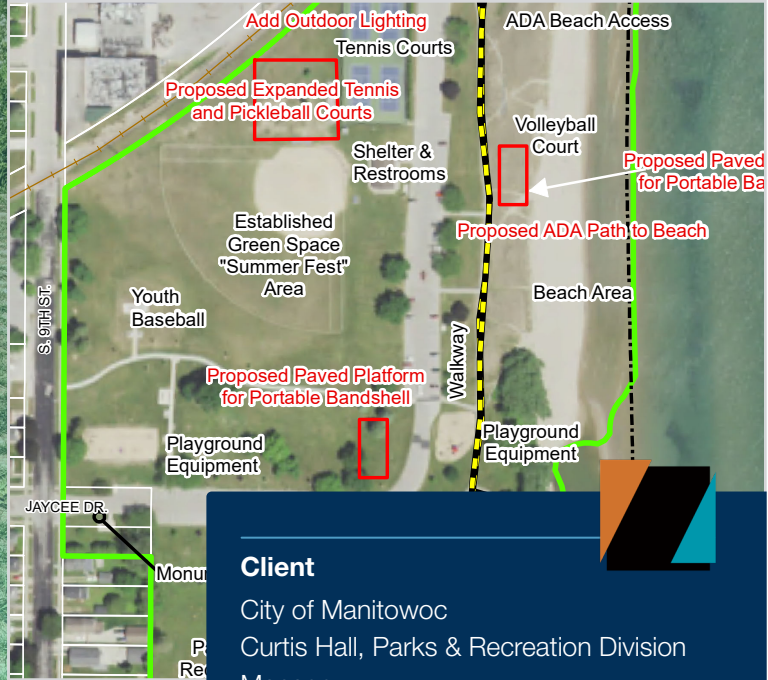 Add Outdoor Lighting
ADA Beach Access
Tennis Courts
Proposed Expanded Tennis
and Pickleball Courts
Volleyball
Court
Shelter &
Restrooms
Proposed Paved
for Portable
Established
Green Space
"Summer Fest"
Area
Proposed ADA Path to Beach
Youth
Baseball
Beach Area
S. 9TH ST.
Walkway
Proposed Paved Platform
for Portable Bandshell
Playground
Equipment
Playground
Equipment
JAYCEE DR.
Client
City of Manitowoc
Curtis Hall, Parks & Recreation Division